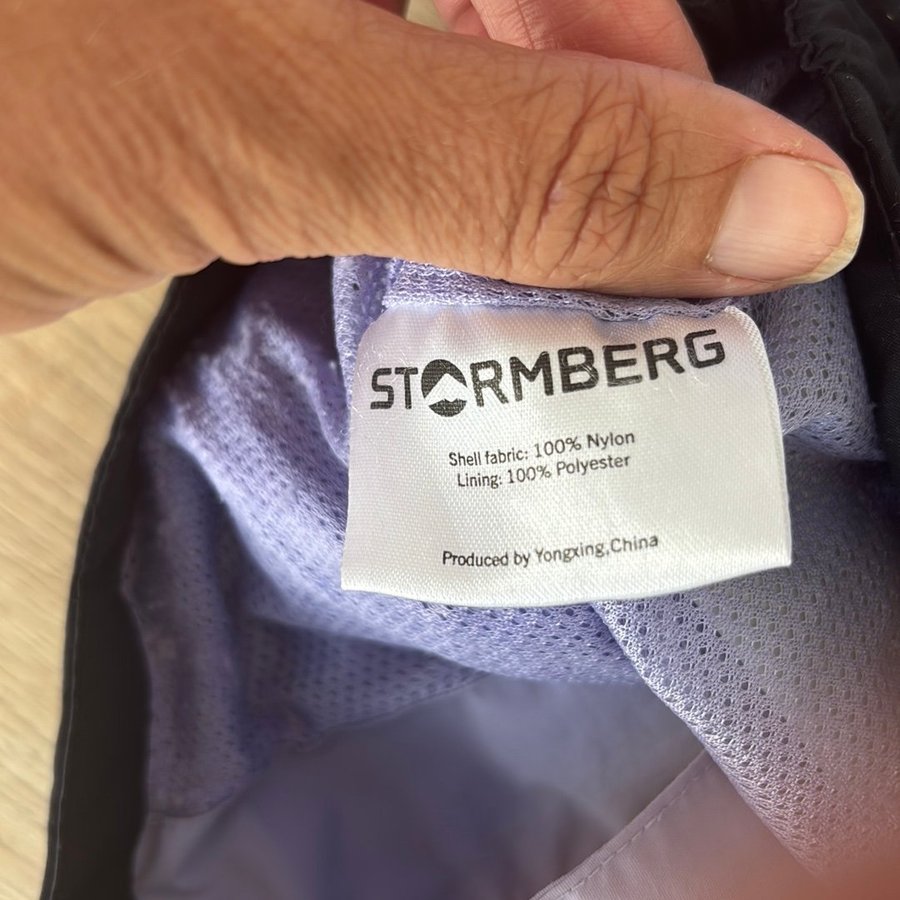 STORMBERG
Shell fabric: 100% Nylon
Lining: 100% Polyester
Produced by Yongxing,China